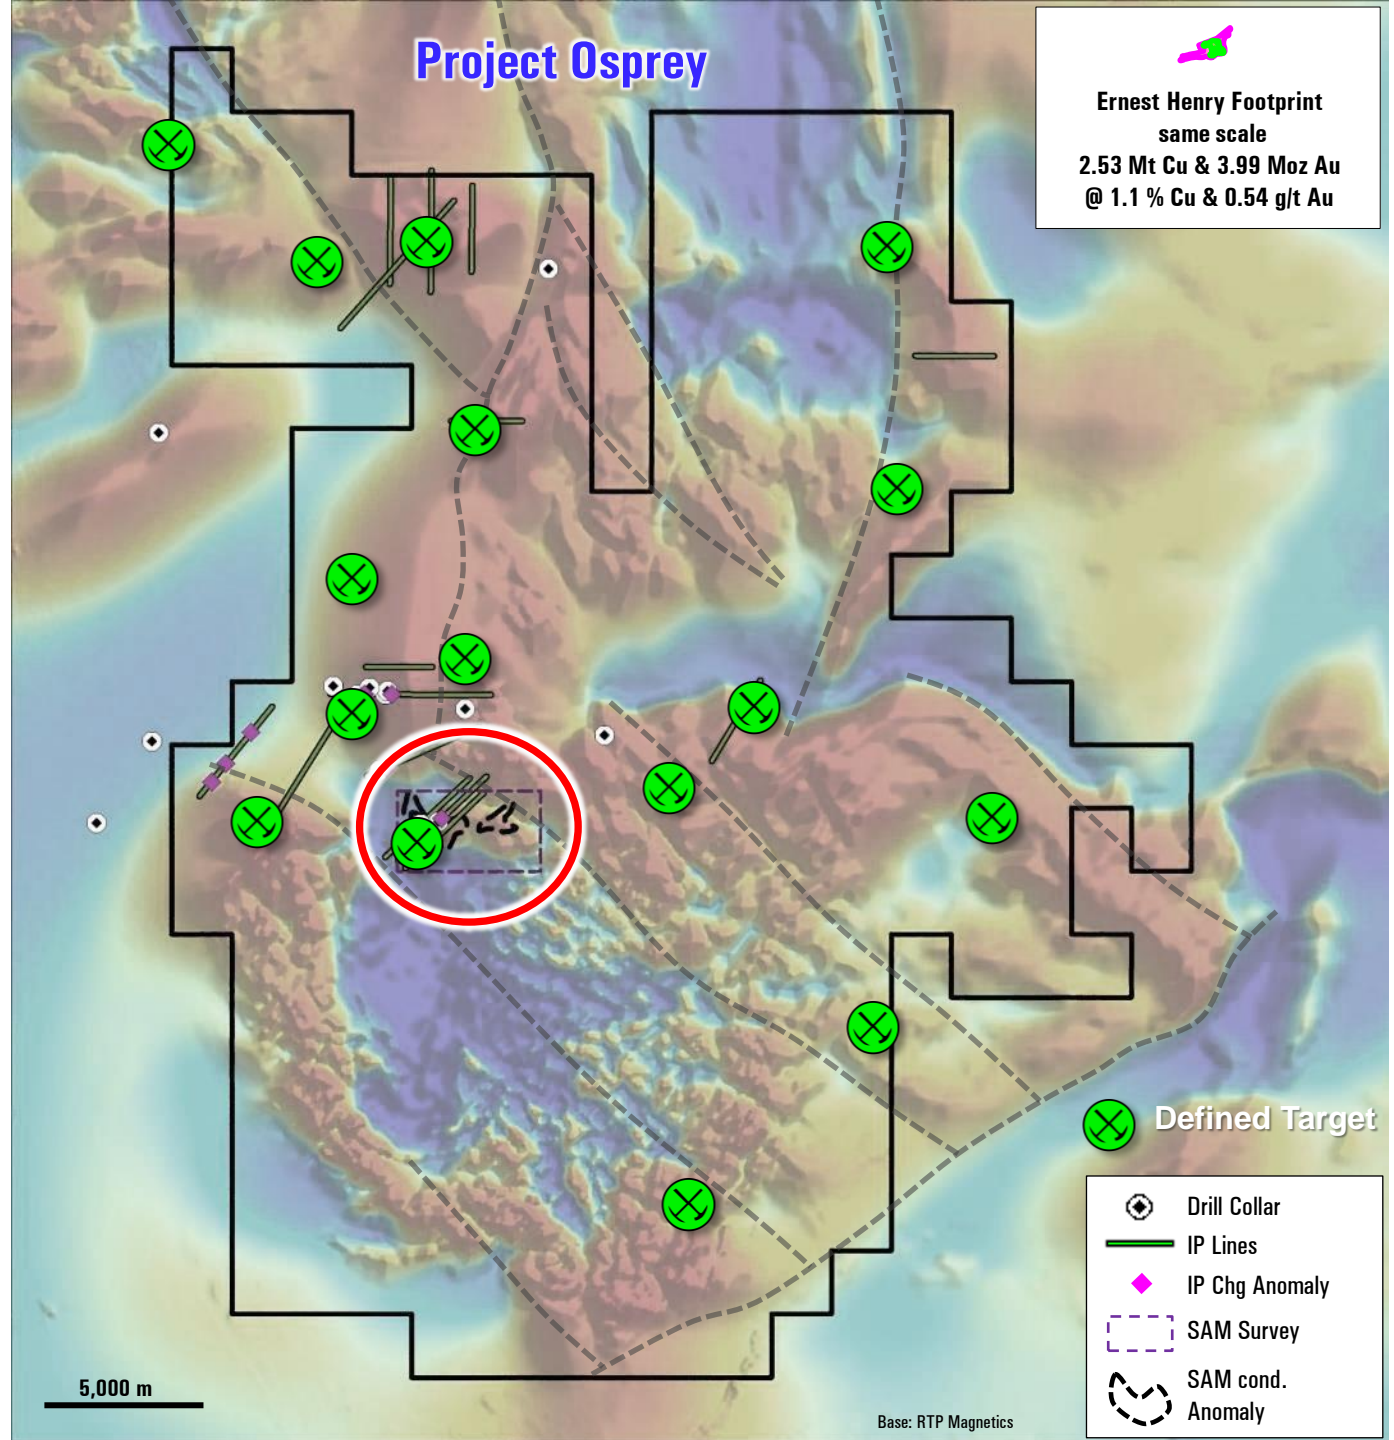 Project Osprey
Ernest Henry Footprint
same scale
2.53 Mt Cu & 3.99 Moz Au
@ 1.1 % Cu & 0.54 g/t Au
Defined Target
Drill Collar
IP Lines
IP Chg Anomaly
SAM Survey
SAM cond.
Anomaly
5,000 m
Base: RTP Magnetics